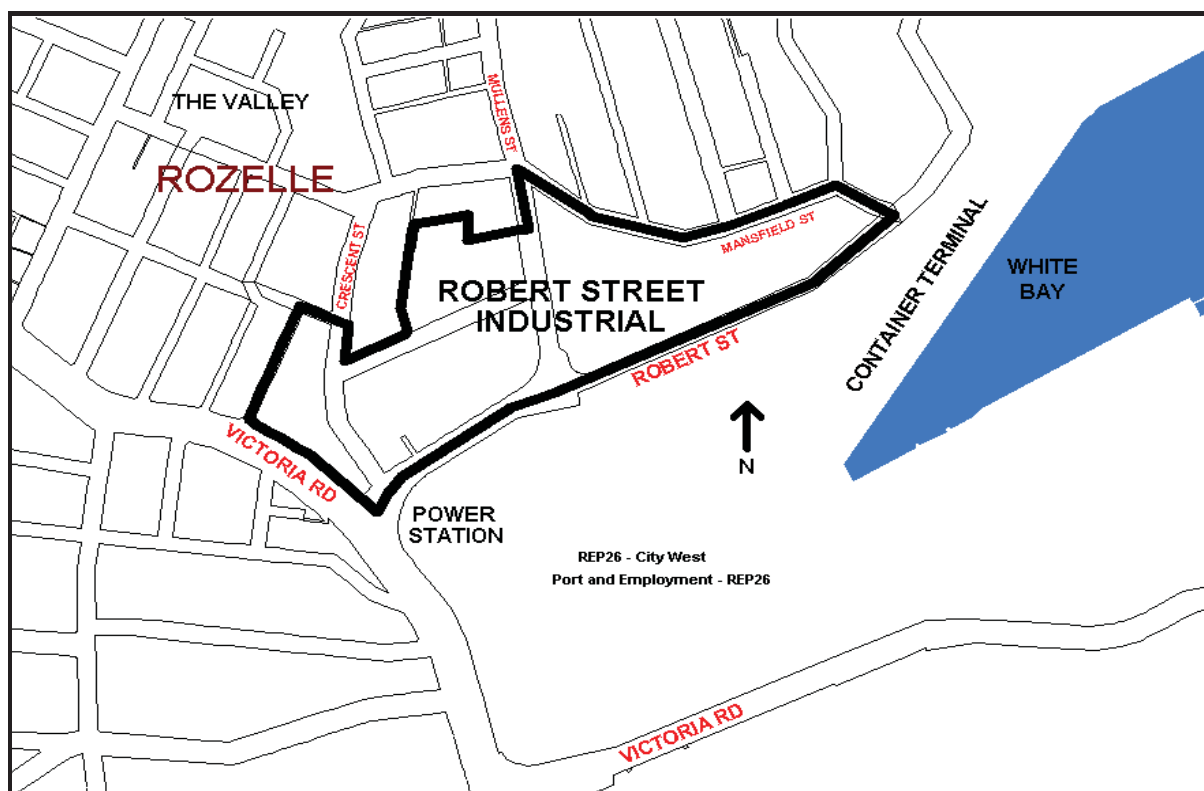 THE VALLEY
MULLENS ST
ROZELLE
CRESCENT ST
MANSFIELD ST
ROBERT STREET
INDUSTRIAL
CONTAINER TERMINAL
WHITE
BAY
ROBERT ST
VICTORIA RD
N
POWER
STATION
REP26 - City West
Port and Employment - REP26
VICTORIA RD